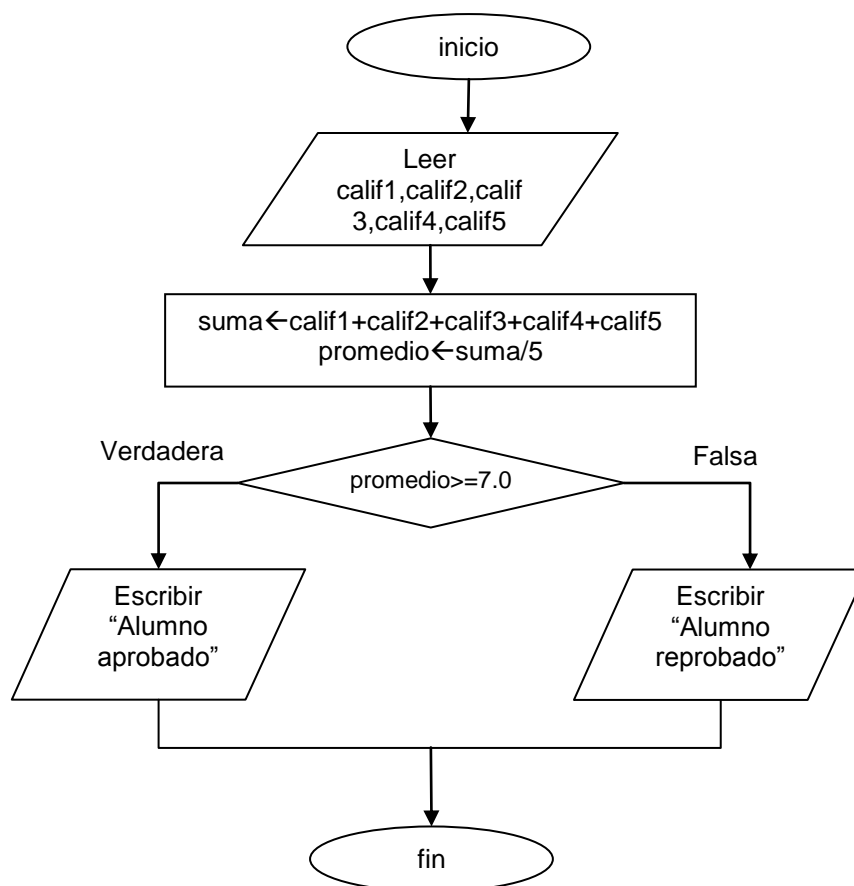 inicio
Leer
calif1,calif2,calif
3,calif4,calif5
suma←calif1+calif2+calif3+calif4+calif5
promedio←suma/5
Verdadera
promedio>=7.0
Falsa
Escribir
“Alumno
aprobado”
Escribir
“Alumno
reprobado”
fin